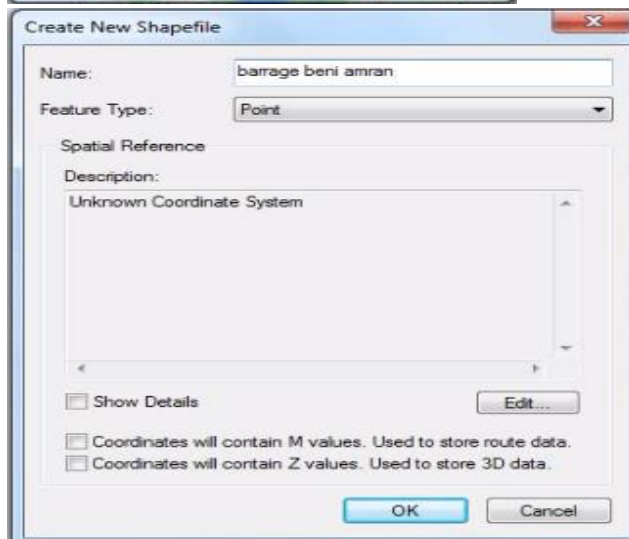 Create New Shapefile
Name: barrage beni amran
Feature Type: Point
Spatial Reference
Description:
Unknown Coordinate System
Show Details Edit...
Coordinates will contain M values. Used to store route data.
Coordinates will contain Z values. Used to store 3D data.
OK Cancel